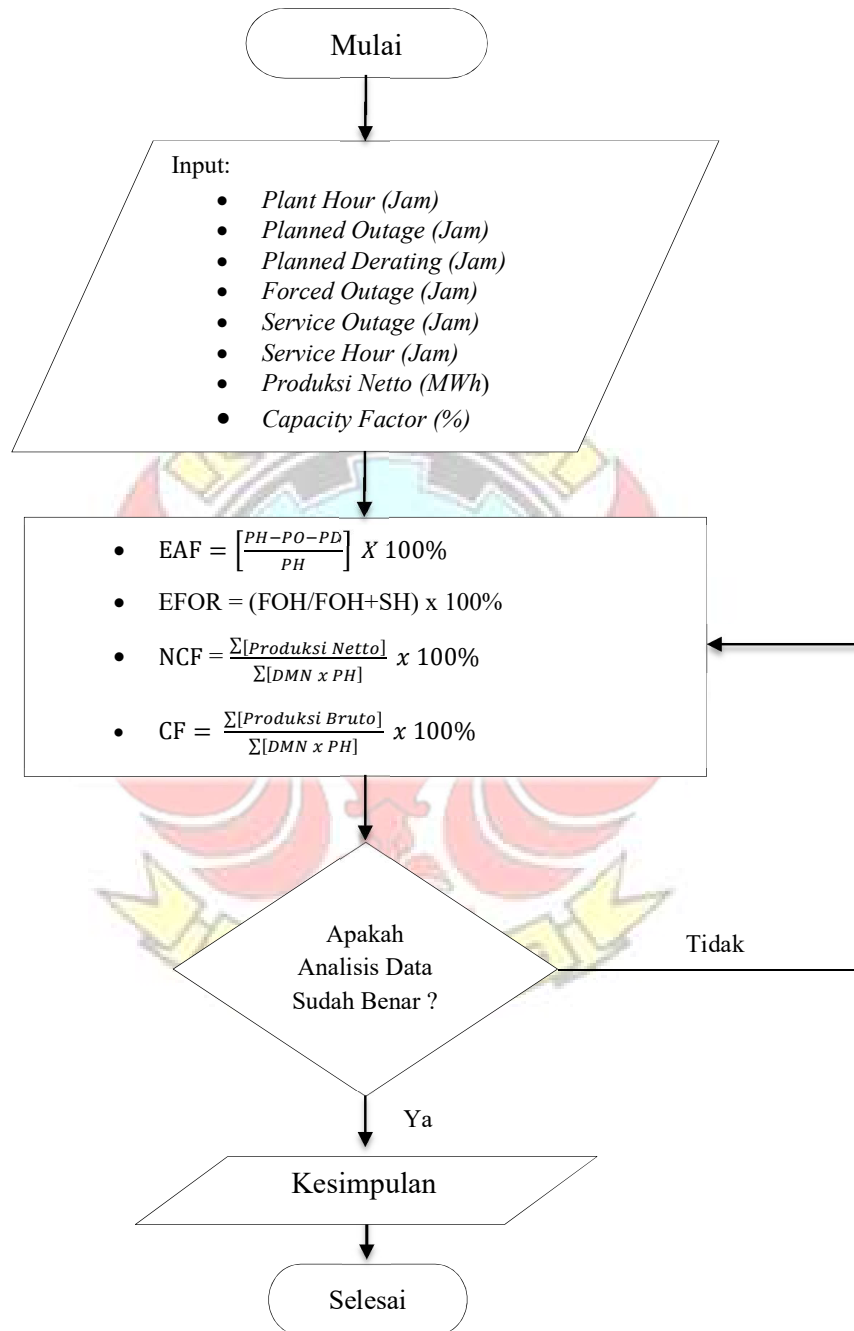 Mulai
Input:
• Plant Hour (Jam)
• Planned Outage (Jam)
• Planned Derating (Jam)
• Forced Outage (Jam)
• Service Outage (Jam)
• Service Hour (Jam)
• Produksi Netto (MWh)
• Capacity Factor (%)
• EAF = [PH−PO−PD/PH] X 100%
• EFOR = (FOH/FOH+SH) x 100%
• NCF = ∑[Produksi Netto]/∑[DMN x PH] x 100%
• CF = ∑[Produksi Bruto]/∑[DMN x PH] x 100%
Apakah
Analisis Data
Sudah Benar ?
Tidak
Ya
Kesimpulan
Selesai